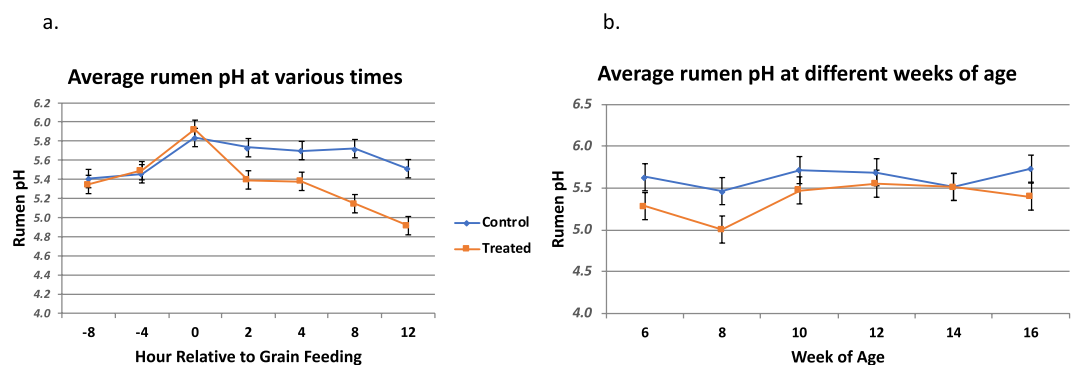 a.
Average rumen pH at various times
Rumen pH
6.2
6.0
5.8
5.6
5.4
5.2
5.0
4.8
4.6
4.4
4.2
4.0
-8 -4 0 2 4 8 12
Hour Relative to Grain Feeding
Control
Treated
b.
Average rumen pH at different weeks of age
Rumen pH
6.5
6.0
5.5
5.0
4.5
4.0
6 8 10 12 14 16
Week of Age